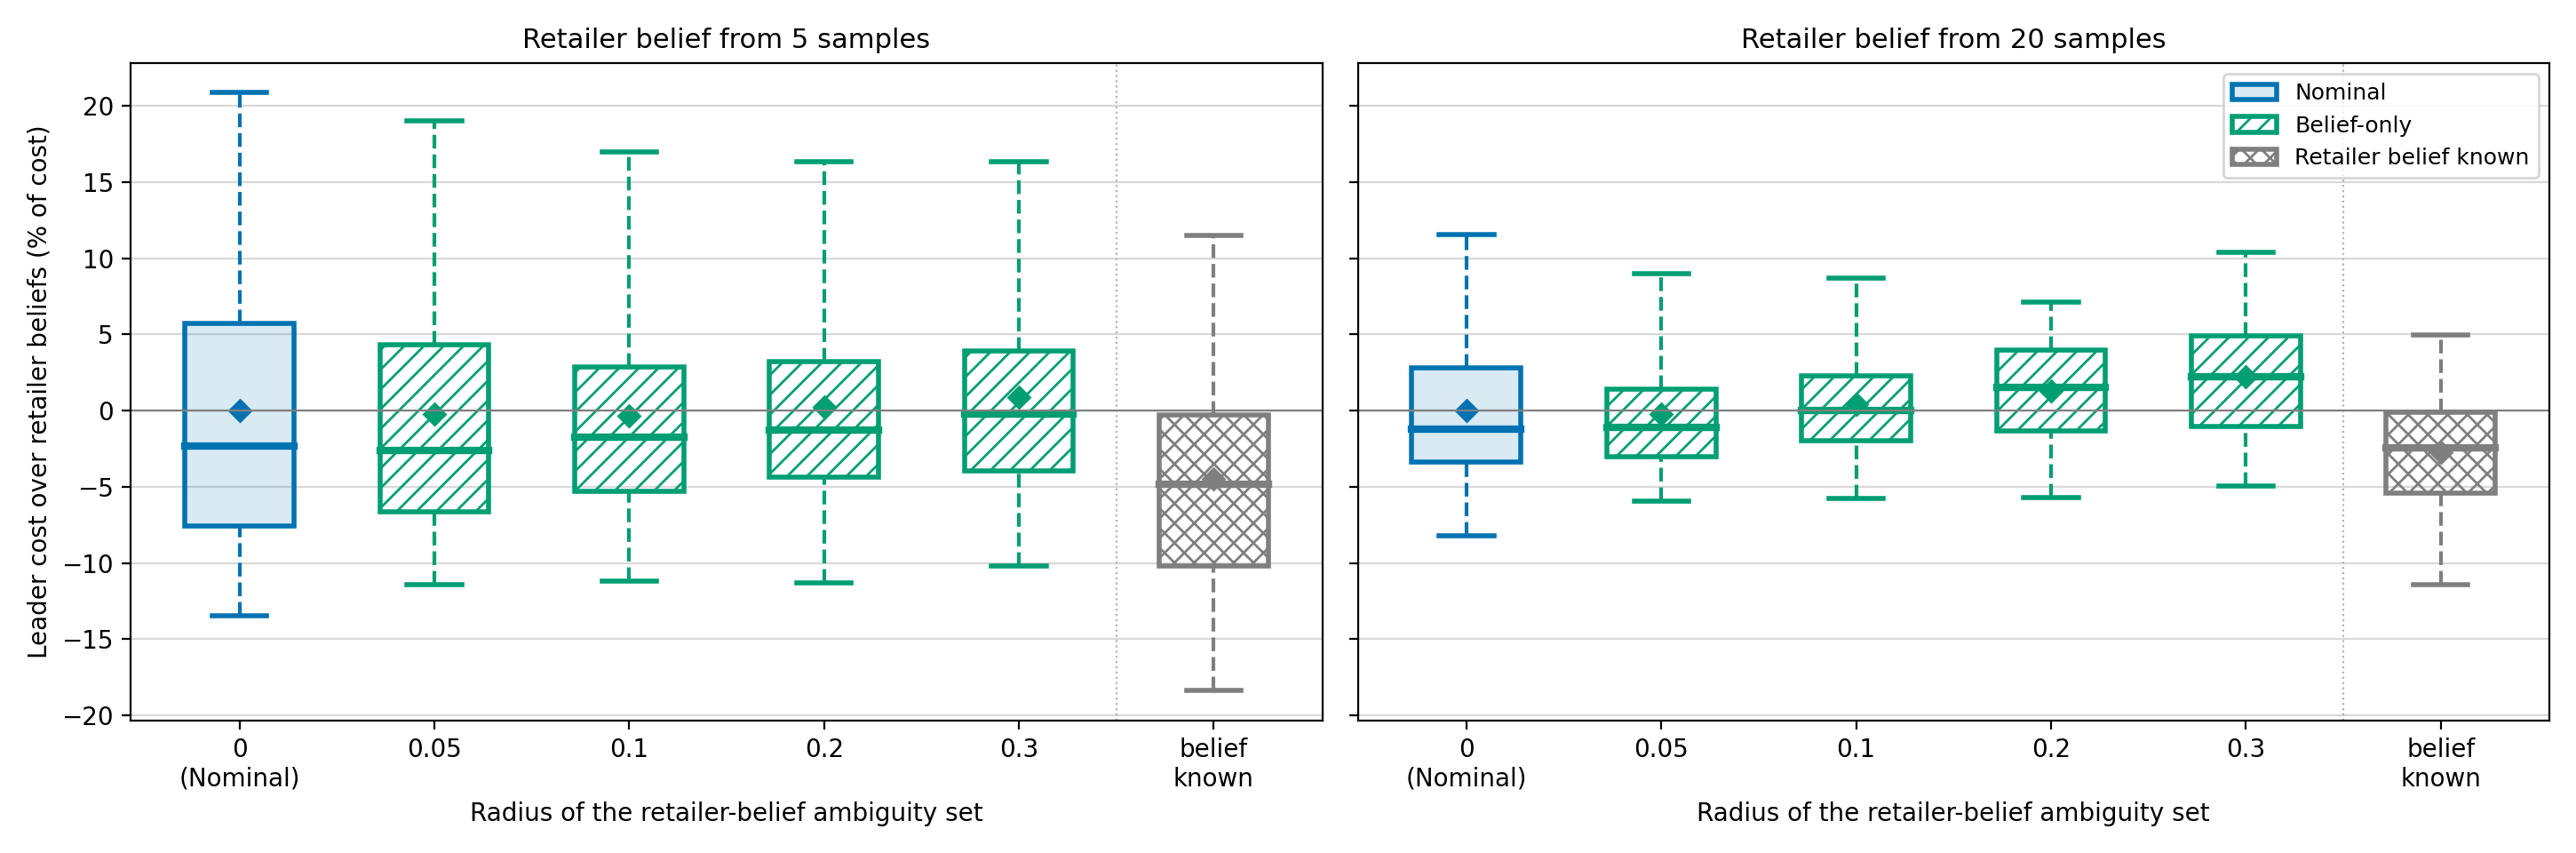 Retailer belief from 5 samples
Retailer belief from 20 samples
Leader cost over retailer beliefs (% of cost)
20
15
10
5
0
−5
−10
−15
−20
Nominal
Belief-only
Retailer belief known
0
(Nominal)
0.05
0.1
0.2
0.3
belief
known
0
(Nominal)
0.05
0.1
0.2
0.3
belief
known
Radius of the retailer-belief ambiguity set
Radius of the retailer-belief ambiguity set